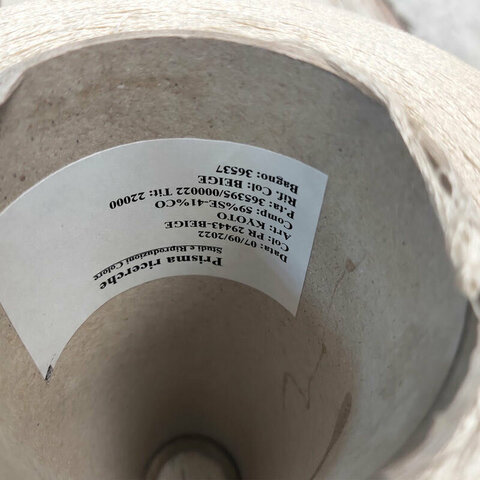 Prisma ricerche
Studi e Riproduzioni Colore
Data: 07/09/2022
Col: PR 29443-BEIGE
Art: KYOTO
Comp: 59%SE-41%CO
P.ta: 365395/000022 Tit: 22000
Rif. Col: BEIGE
Bagno: 36537